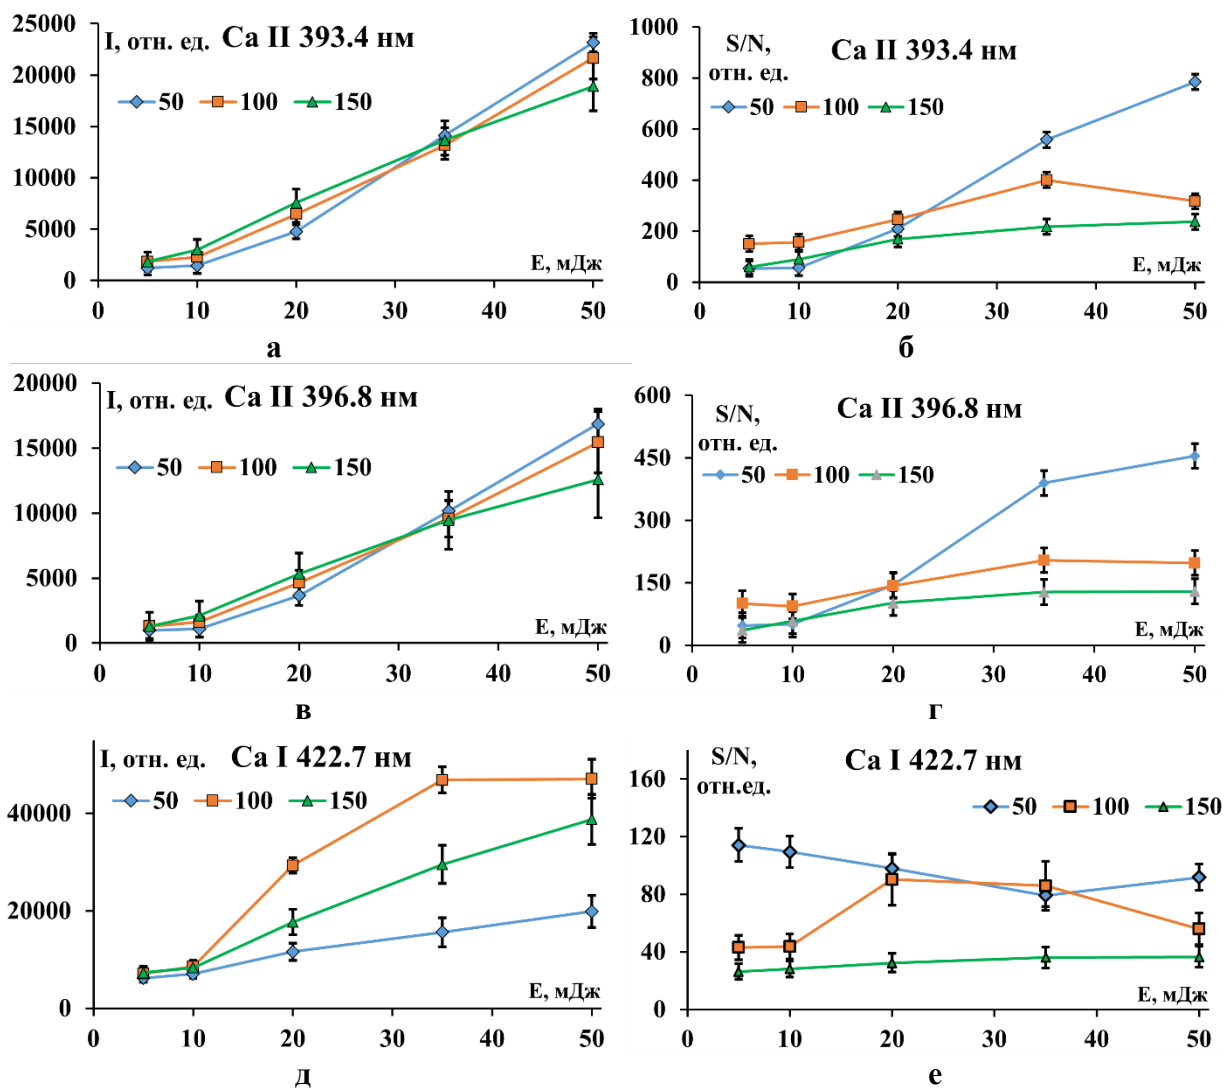 I, отн. ед. Ca II 393.4 нм
50 100 150
25000
20000
15000
10000
5000
0
0 10 20 30 40 50
E, мДж
а
S/N,
отн. ед.
Ca II 393.4
50 100 150
1000
800
600
400
200
0
0 10 20 30 40 50
E, мДж
б
I, отн. ед. Ca II 396.8 нм
50 100 150
20000
15000
10000
5000
0
0 10 20 30 40 50
E, мДж
в
S/N,
отн. ед.
Ca II 396.8 нм
50 100 150
600
450
300
150
0
0 10 20 30 40 50
E, мДж
г
I, отн. ед. Ca I 422.7 нм
50 100 150
40000
20000
0
0 10 20 30 40 50
E, мДж
д
S/N,
отн.ед.
Ca I 422.7 нм
50 100 150
160
120
80
40
0
0 10 20 30 40 50
E, мДж
е